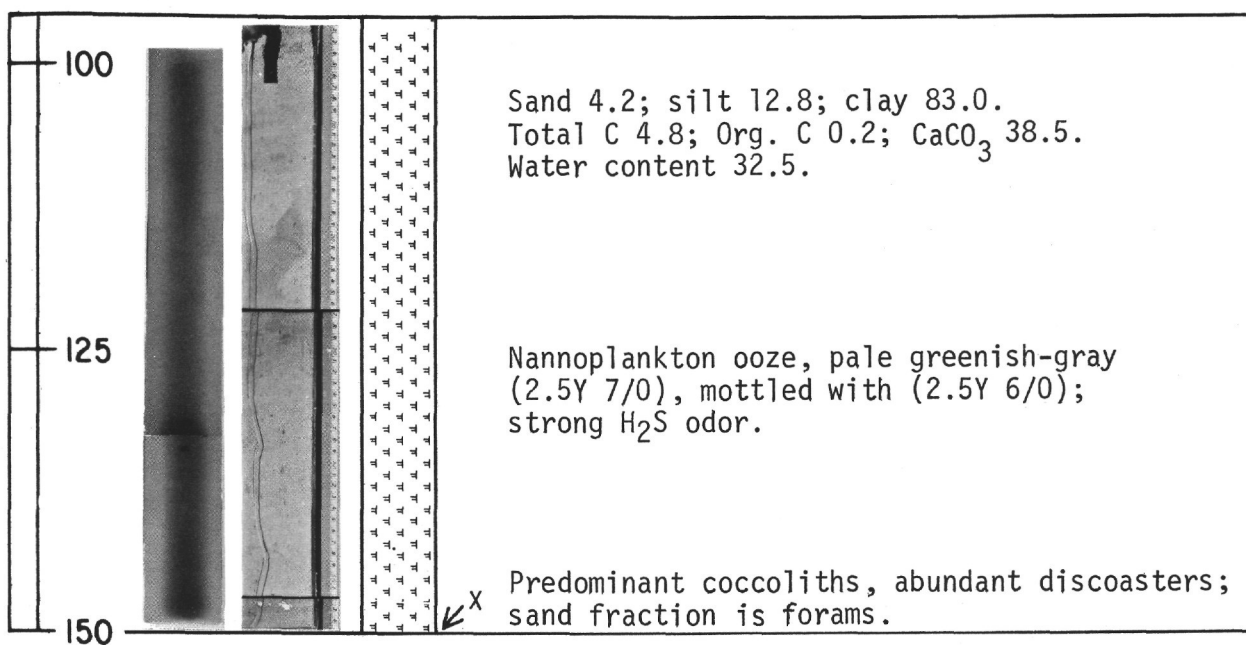 100
Sand 4.2; silt 12.8; clay 83.0.
Total C 4.8; Org. C 0.2; CaCO3 38.5.
Water content 32.5.
125
Nannoplankton ooze, pale greenish-gray
(2.5Y 7/0), mottled with (2.5Y 6/0);
strong H2S odor.
X
Predominant coccoliths, abundant discoasters;
sand fraction is forams.
150